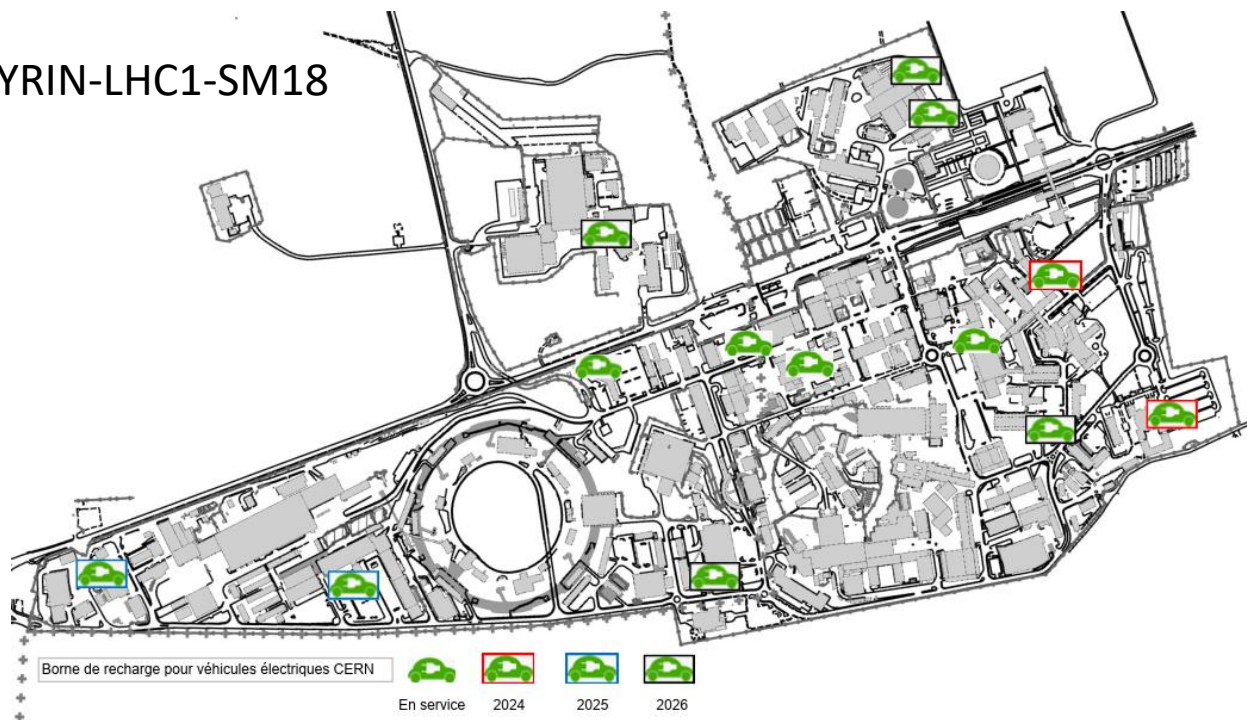 YRIN-LHC1-SM18
Borne de recharge pour véhicules électriques CERN
En service 2024 2025 2026